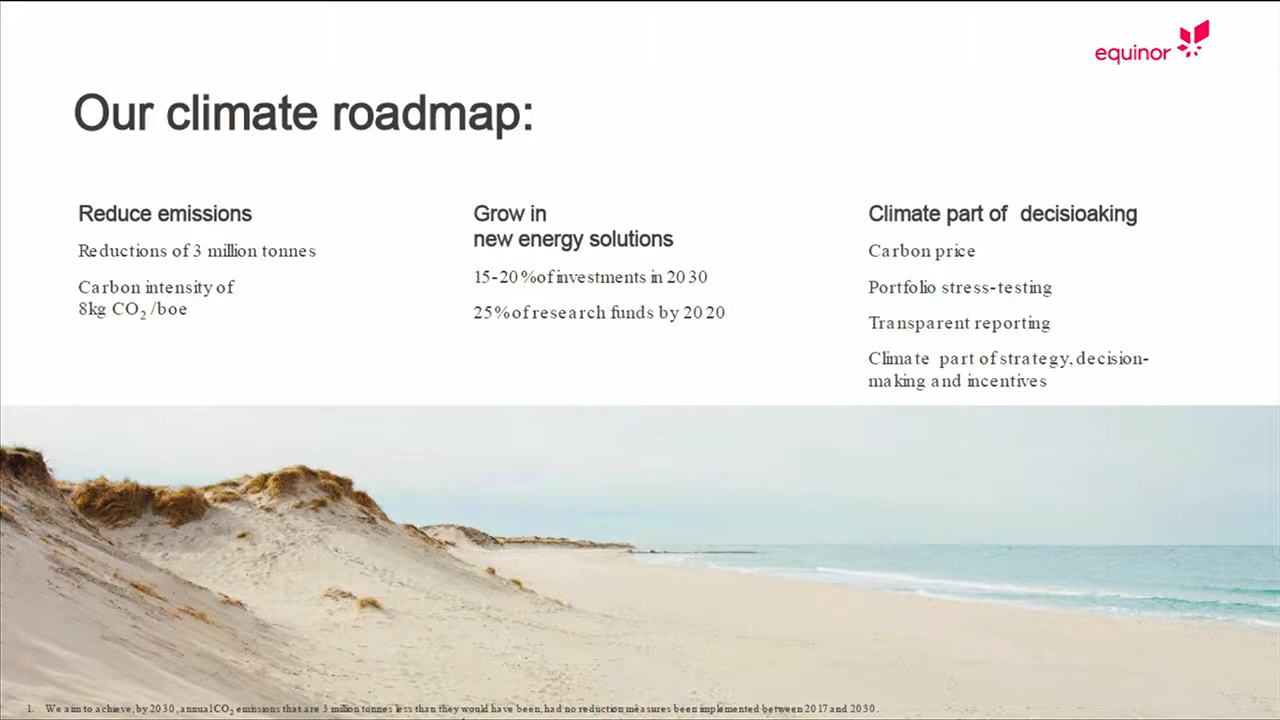 equinor
Our climate roadmap:
Reduce emissions
Reductions of 3 million tonnes
Carbon intensity of
8kg CO₂ /boe
Grow in
new energy solutions
15-20 % of investments in 2030
25% of research funds by 2020
Climate part of decisioaking
Carbon price
Portfolio stress-testing
Transparent reporting
Climate part of strategy, decision-
making and incentives
1. We aim to achieve, by 2030, annual CO₂ emissions that are 3 million tonnes less than they would have been, had no reduction measures been implemented between 2017 and 2030.